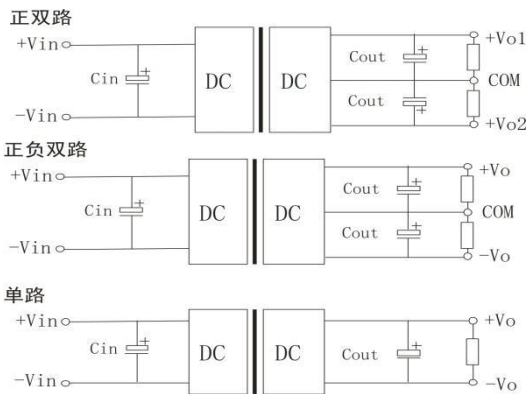 正双路
+Vin
Cin
+
DC
DC
Cout
+
+Vo1
COM
Cout
+
-Vin
+Vo2
正负双路
+Vin
Cin
+
DC
DC
Cout
+
+Vo
COM
Cout
+
-Vin
-Vo
单路
+Vin
Cin
+
DC
DC
Cout
+
+Vo
-Vin
-Vo